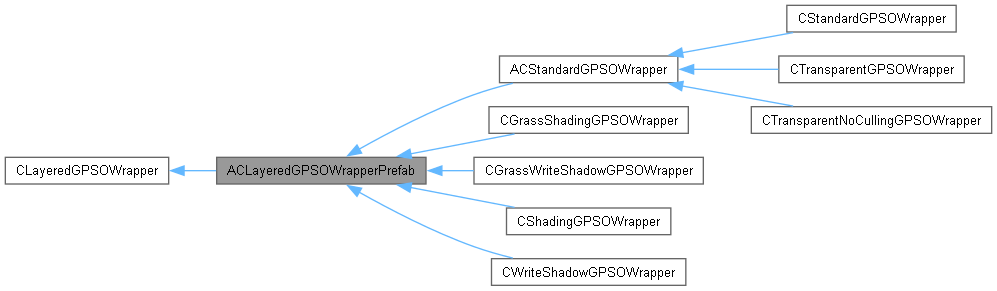 CStandardGPSOWrapper
ACStandardGPSOWrapper
CTransparentGPSOWrapper
CTransparentNoCullingGPSOWrapper
CGrassShadingGPSOWrapper
CLayeredGPSOWrapper
ACLayeredGPSOWrapperPrefab
CGrassWriteShadowGPSOWrapper
CShadingGPSOWrapper
CWriteShadowGPSOWrapper